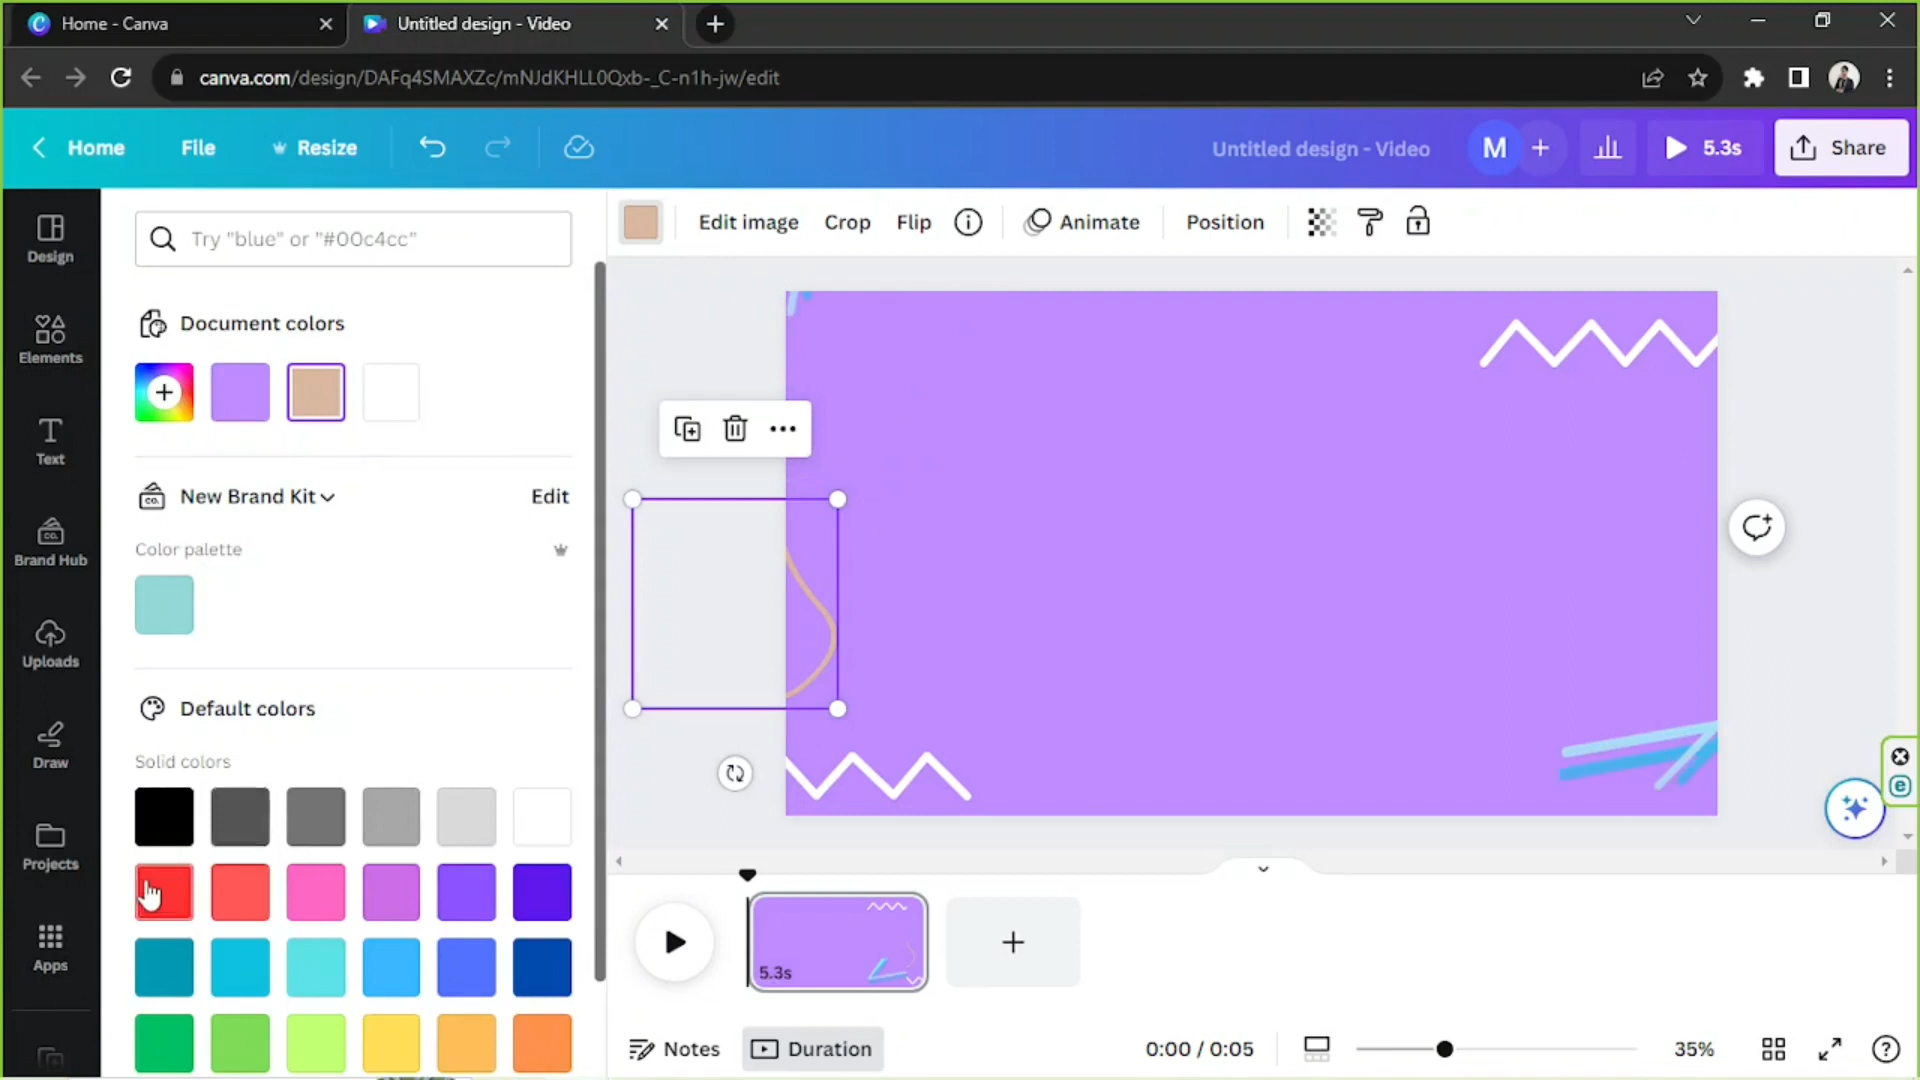 Home - Canva
Untitled design - Video
canva.com/design/DAFq4SMAXZc/mNJdKHLL0Qxb-_C-n1h-jw/edit
Home
File
Resize
Untitled design - Video
M
5.3s
Share
Design
Elements
Text
Brand Hub
Uploads
Draw
Projects
Apps
Try "blue" or "#00c4cc"
Document colors
New Brand Kit
Edit
Color palette
Default colors
Solid colors
Edit image
Crop
Flip
Animate
Position
5.3s
Notes
Duration
0:00 / 0:05
35%